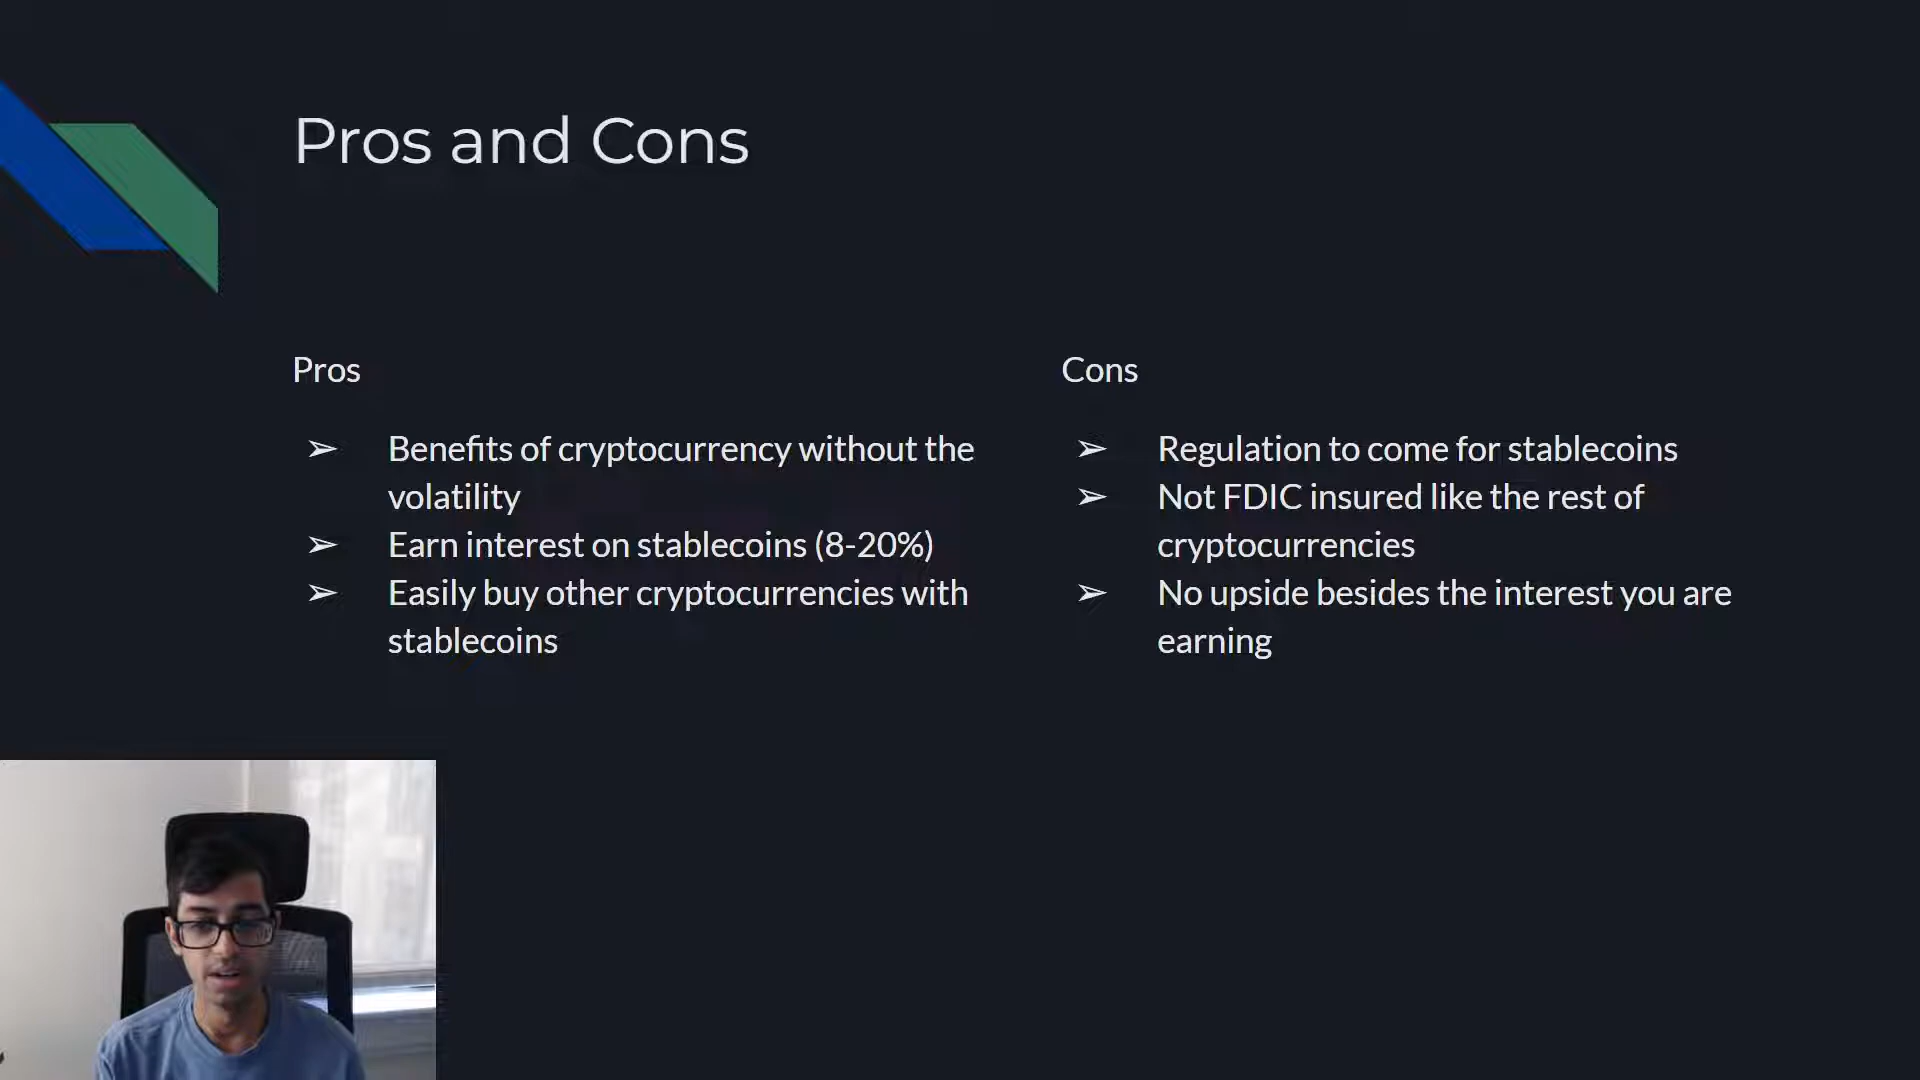 Pros and Cons
Pros
➢ Benefits of cryptocurrency without the
volatility
➢ Earn interest on stablecoins (8-20%)
➢ Easily buy other cryptocurrencies with
stablecoins
Cons
➢ Regulation to come for stablecoins
➢ Not FDIC insured like the rest of
cryptocurrencies
➢ No upside besides the interest you are
earning